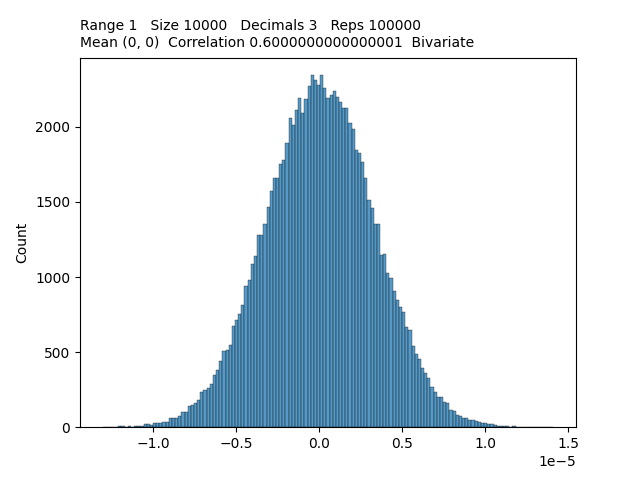 Range 1   Size 10000   Decimals 3   Reps 100000
Mean (0, 0)  Correlation 0.6000000000000001  Bivariate
Count
2000
1500
1000
500
0
−1.0 −0.5 0.0 0.5 1.0 1.5
1e−5